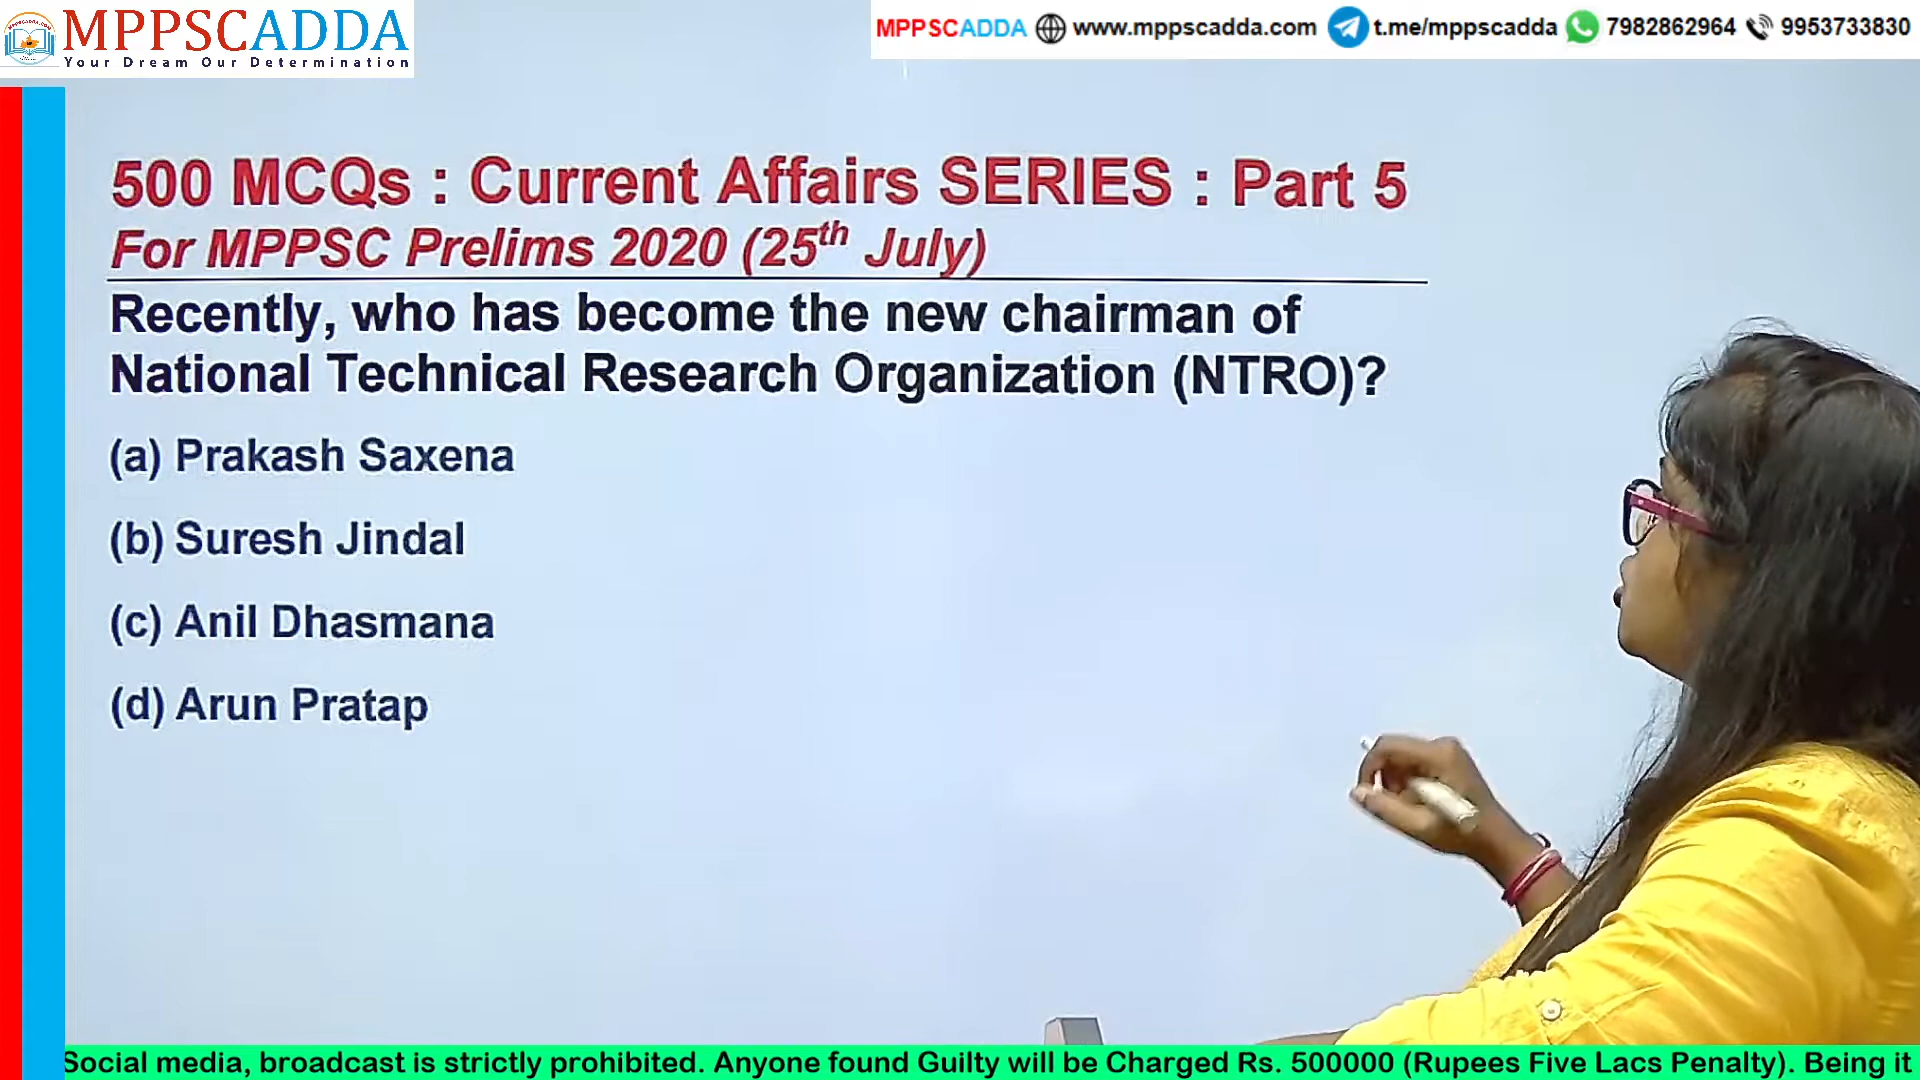 MPPSCADDA
Your Dream Our Determination
MPPSCADDA www.mppscadda.com t.me/mppscadda 7982862964 9953733830
500 MCQs : Current Affairs SERIES : Part 5
For MPPSC Prelims 2020 (25th July)
Recently, who has become the new chairman of
National Technical Research Organization (NTRO)?
(a) Prakash Saxena
(b) Suresh Jindal
(c) Anil Dhasmana
(d) Arun Pratap
Social media, broadcast is strictly prohibited. Anyone found Guilty will be Charged Rs. 500000 (Rupees Five Lacs Penalty). Being it